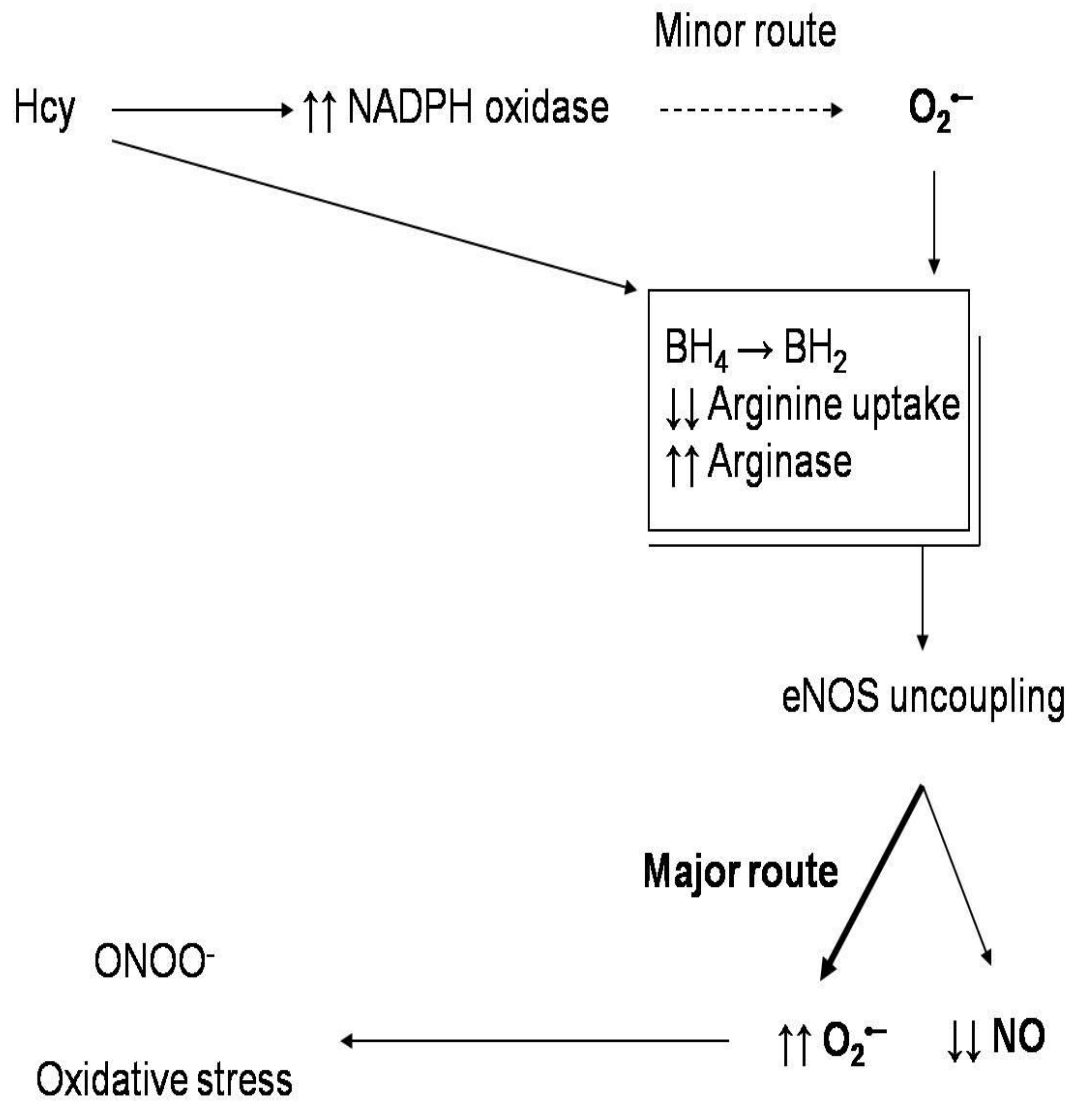 Minor route
Hcy → ↑↑ NADPH oxidase ⇢ O₂•⁻
BH₄ → BH₂
↓↓ Arginine uptake
↑↑ Arginase
eNOS uncoupling
Major route
ONOO⁻
↑↑ O₂•⁻ ↓↓ NO
Oxidative stress